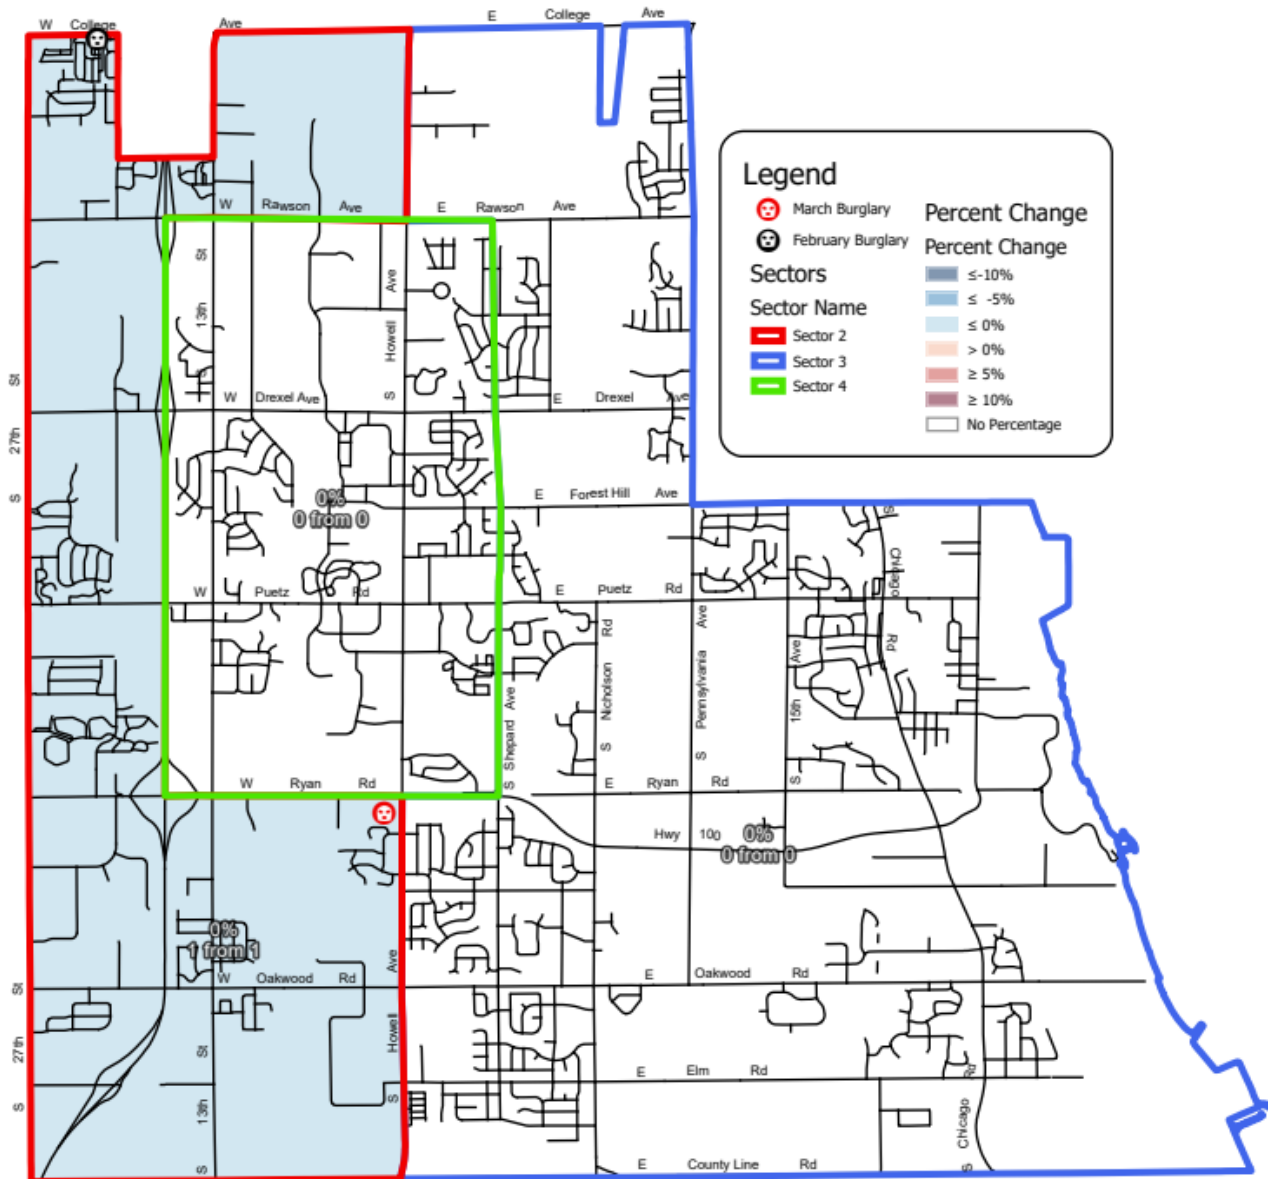 W College Ave
E College Ave
Legend
March Burglary
February Burglary
Sectors
Sector Name
Sector 2
Sector 3
Sector 4
Percent Change
Percent Change
≤-10%
≤ -5%
≤ 0%
> 0%
≥ 5%
≥ 10%
No Percentage
W Rawson Ave
E Rawson Ave
S 13th St
S Howell Ave
S 27th St
W Drexel Ave
E Drexel Ave
0%
0 from 0
E Forest Hill Ave
S Chicago Rd
W Puetz Rd
E Puetz Rd
S Shepard Ave
S Nicholson Rd
S Pennsylvania Ave
S 15th Ave
W Ryan Rd
E Ryan Rd
Hwy 100
0%
0 from 0
0%
1 from 1
W Oakwood Rd
E Oakwood Rd
S 27th St
S 13th St
S Howell Ave
E Elm Rd
S Chicago Rd
E County Line Rd